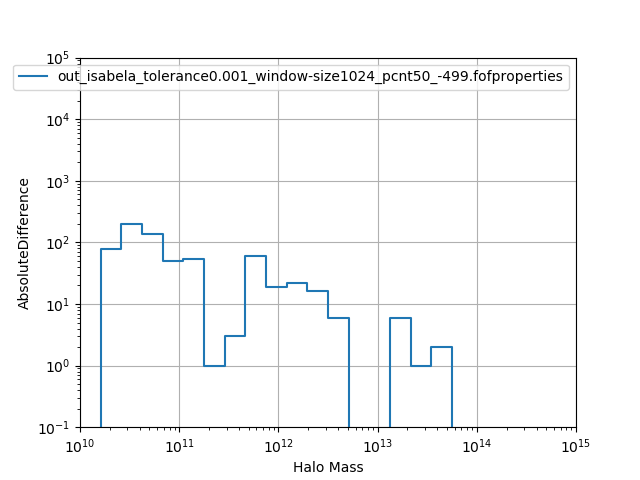 out_isabela_tolerance0.001_window-size1024_pcnt50_-499.fofproperties
10^5
10^4
10^3
10^2
10^1
10^0
10^-1
AbsoluteDifference
10^10 10^11 10^12 10^13 10^14 10^15
Halo Mass